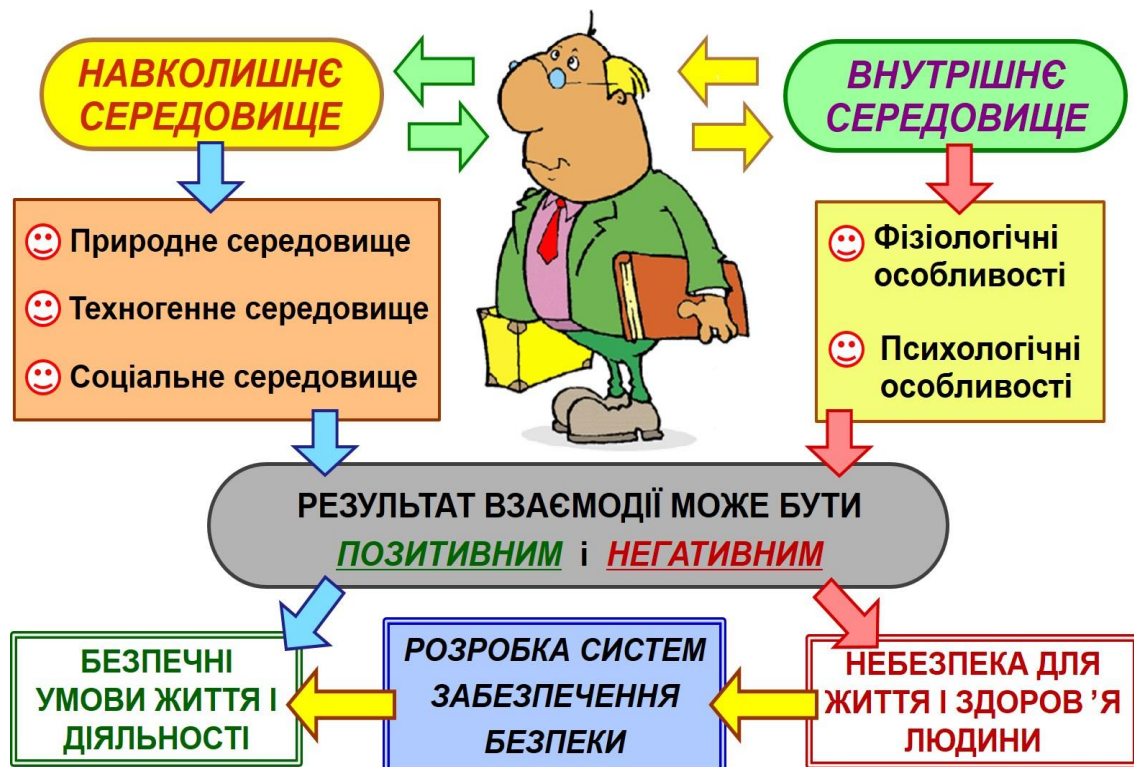 НАВКОЛИШНЄ
СЕРЕДОВИЩЕ
ВНУТРІШНЄ
СЕРЕДОВИЩЕ
Природне середовище
Техногенне середовище
Соціальне середовище
Фізіологічні
особливості
Психологічні
особливості
РЕЗУЛЬТАТ ВЗАЄМОДІЇ МОЖЕ БУТИ
ПОЗИТИВНИМ і НЕГАТИВНИМ
БЕЗПЕЧНІ
УМОВИ ЖИТТЯ І
ДІЯЛЬНОСТІ
РОЗРОБКА СИСТЕМ
ЗАБЕЗПЕЧЕННЯ
БЕЗПЕКИ
НЕБЕЗПЕКА ДЛЯ
ЖИТТЯ І ЗДОРОВ ’Я
ЛЮДИНИ